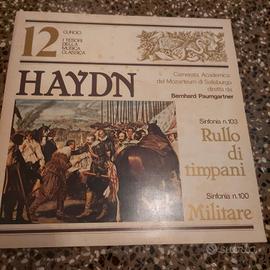 12
CURCIO
I TESORI
DELLA
MUSICA
CLASSICA
HAYDN
Camerata Academica
del Mozarteum di Salisburgo
diretta da
Bernhard Paumgartner
Sinfonia n.103
Rullo
di
timpani
Sinfonia n.100
Militare
SUBITO